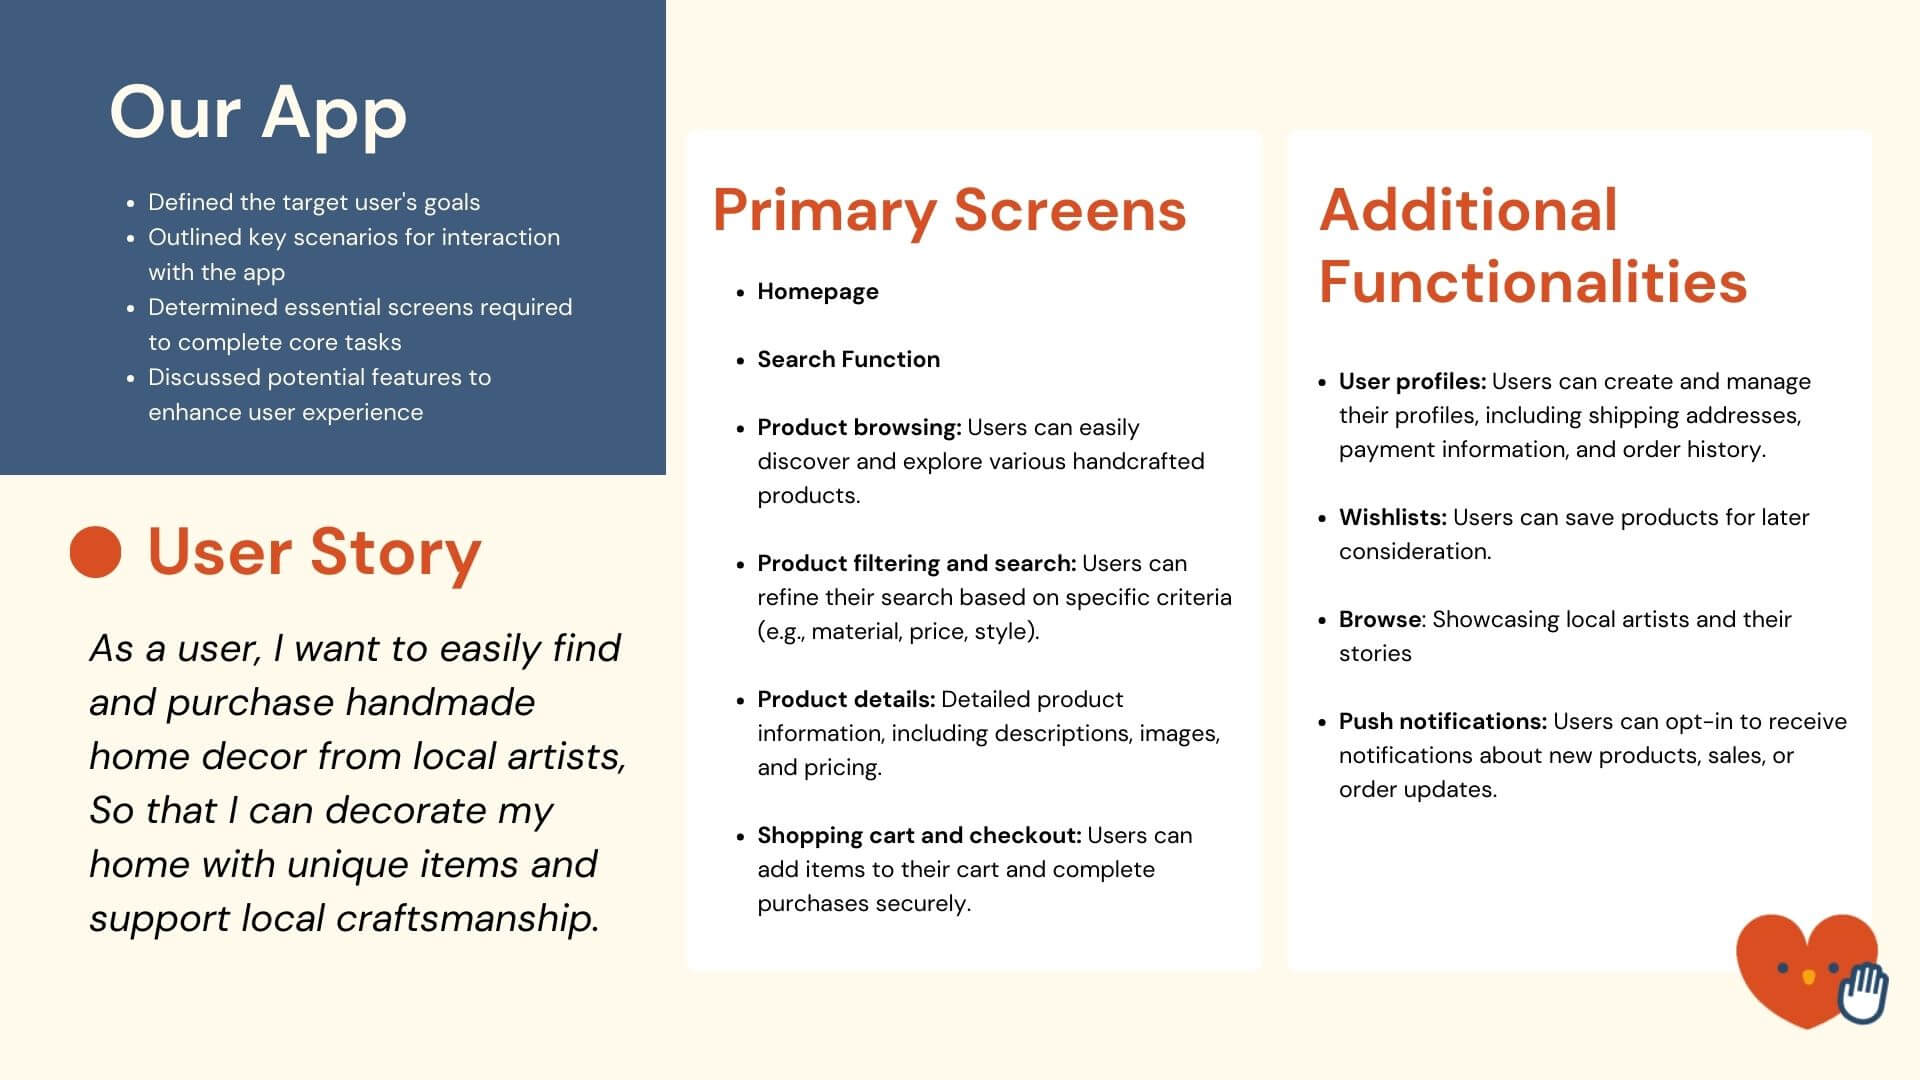 Our App
• Defined the target user's goals
• Outlined key scenarios for interaction
with the app
• Determined essential screens required
to complete core tasks
• Discussed potential features to
enhance user experience
User Story
As a user, I want to easily find
and purchase handmade
home decor from local artists,
So that I can decorate my
home with unique items and
support local craftsmanship.
Primary Screens
• Homepage
• Search Function
• Product browsing: Users can easily
discover and explore various handcrafted
products.
• Product filtering and search: Users can
refine their search based on specific criteria
(e.g., material, price, style).
• Product details: Detailed product
information, including descriptions, images,
and pricing.
• Shopping cart and checkout: Users can
add items to their cart and complete
purchases securely.
Additional
Functionalities
• User profiles: Users can create and manage
their profiles, including shipping addresses,
payment information, and order history.
• Wishlists: Users can save products for later
consideration.
• Browse: Showcasing local artists and their
stories
• Push notifications: Users can opt-in to receive
notifications about new products, sales, or
order updates.